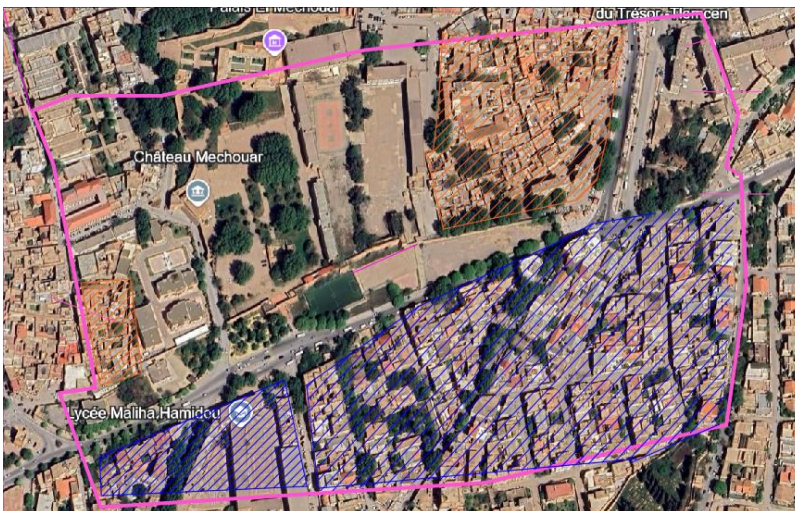 Palais El Mechouar
du Trésor, Tlemcen
Château Mechouar
Lycée Maliha Hamidou